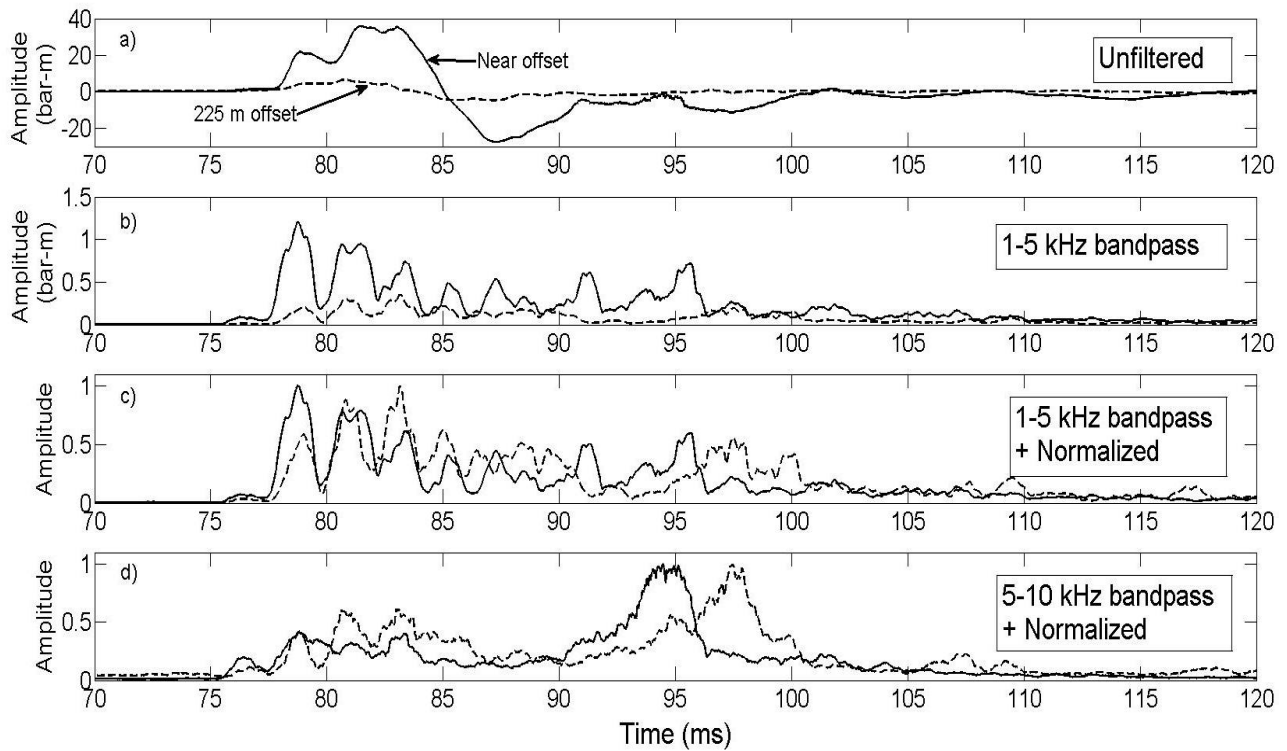 a)
Near offset
225 m offset
Unfiltered
Amplitude
(bar-m)
40
20
0
-20
70 75 80 85 90 95 100 105 110 115 120
b)
1-5 kHz bandpass
Amplitude
(bar-m)
1.5
1
0.5
0
70 75 80 85 90 95 100 105 110 115 120
c)
1-5 kHz bandpass
+ Normalized
Amplitude
1
0.5
0
70 75 80 85 90 95 100 105 110 115 120
d)
5-10 kHz bandpass
+ Normalized
Amplitude
1
0.5
0
70 75 80 85 90 95 100 105 110 115 120
Time (ms)